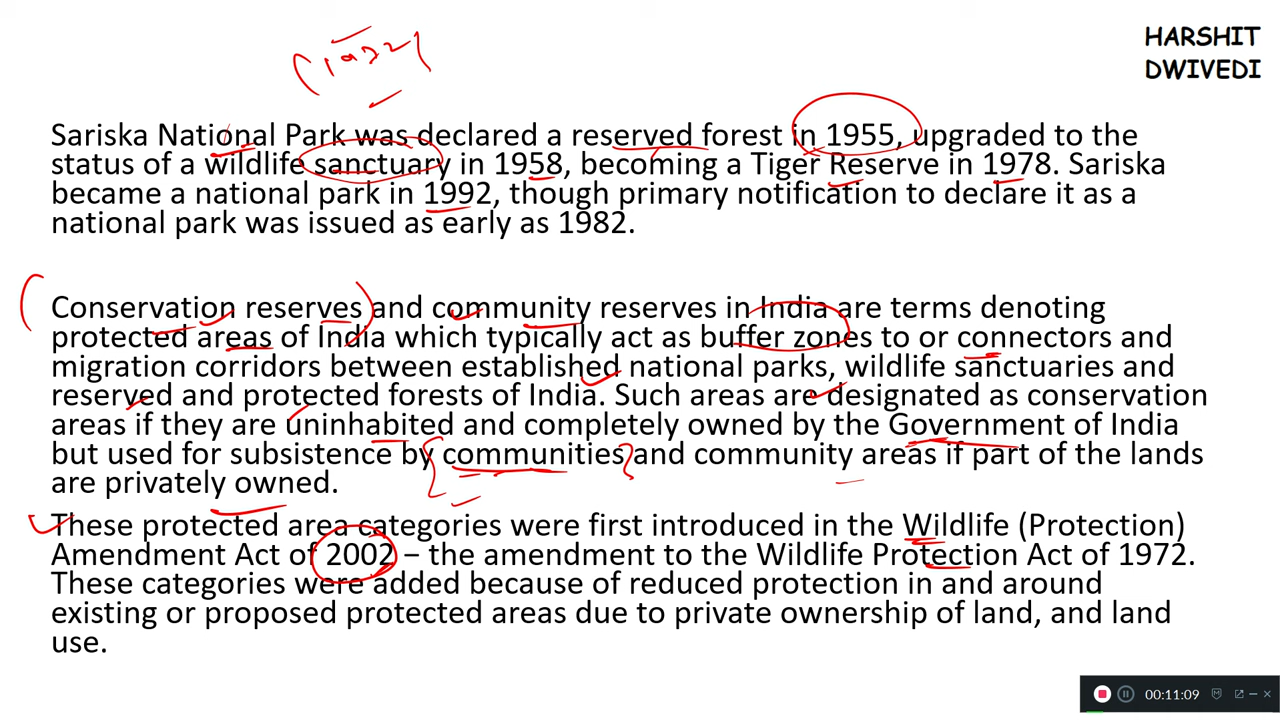 HARSHIT
DWIVEDI
Sariska National Park was declared a reserved forest in 1955, upgraded to the
status of a wildlife sanctuary in 1958, becoming a Tiger Reserve in 1978. Sariska
became a national park in 1992, though primary notification to declare it as a
national park was issued as early as 1982.
Conservation reserves and community reserves in India are terms denoting
protected areas of India which typically act as buffer zones to or connectors and
migration corridors between established national parks, wildlife sanctuaries and
reserved and protected forests of India. Such areas are designated as conservation
areas if they are uninhabited and completely owned by the Government of India
but used for subsistence by communities and community areas if part of the lands
are privately owned.
These protected area categories were first introduced in the Wildlife (Protection)
Amendment Act of 2002 − the amendment to the Wildlife Protection Act of 1972.
These categories were added because of reduced protection in and around
existing or proposed protected areas due to private ownership of land, and land
use.
00:11:09